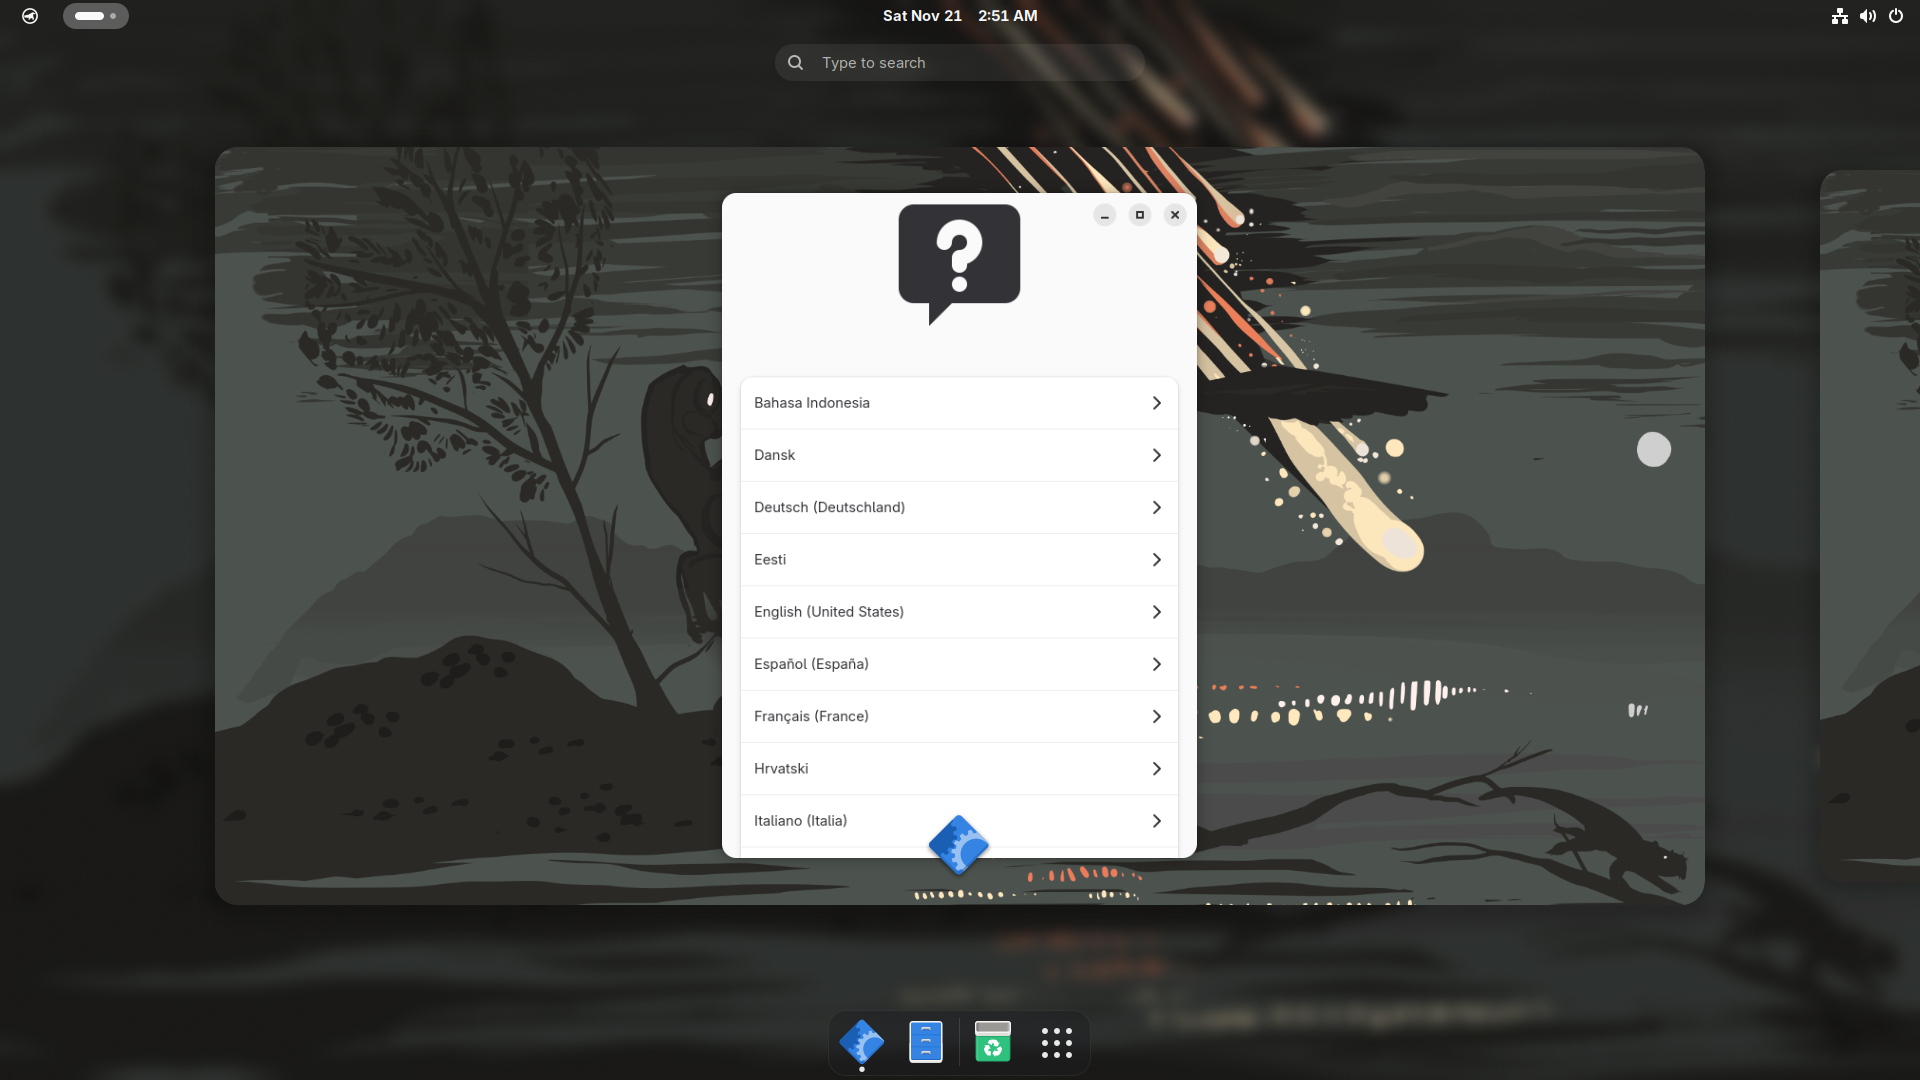 Sat Nov 21 2:51 AM
Type to search
Bahasa Indonesia
Dansk
Deutsch (Deutschland)
Eesti
English (United States)
Español (España)
Français (France)
Hrvatski
Italiano (Italia)